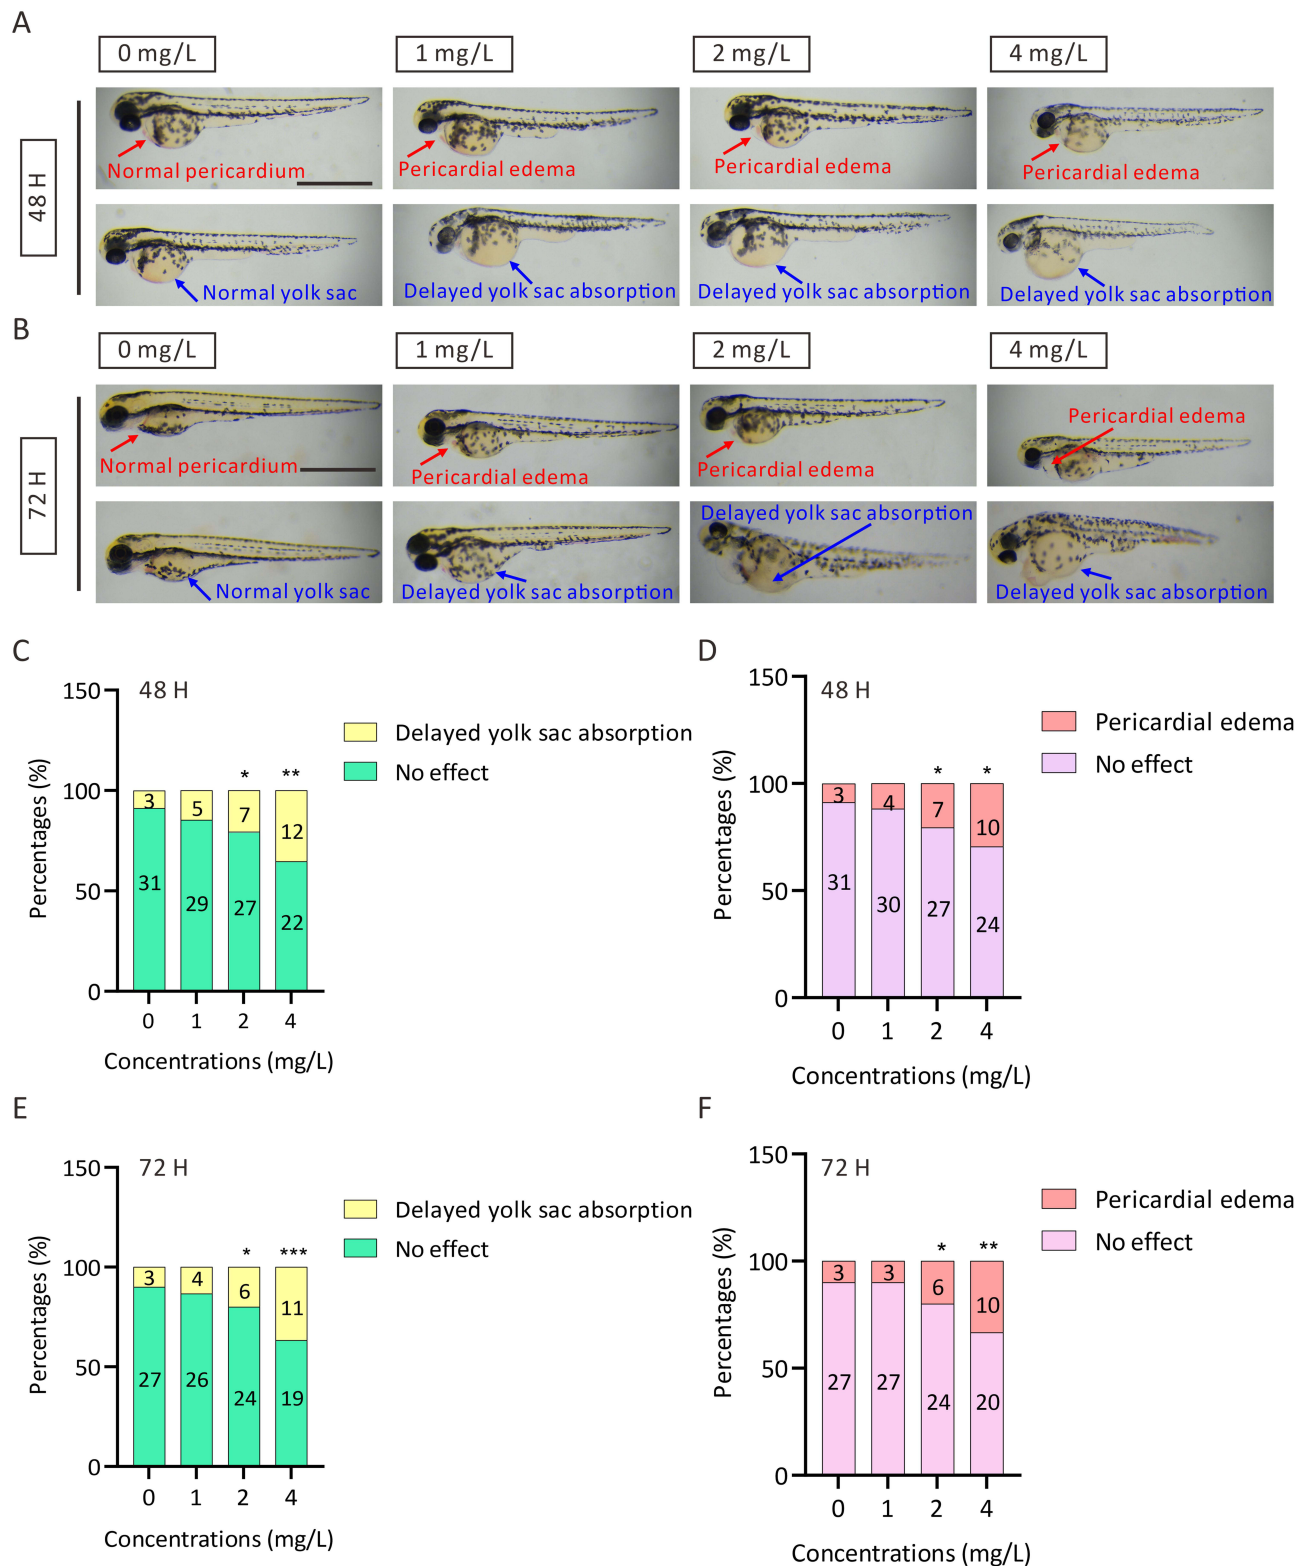 A
0 mg/L
1 mg/L
2 mg/L
4 mg/L
48 H
Normal pericardium
Pericardial edema
Pericardial edema
Pericardial edema
Normal yolk sac
Delayed yolk sac absorption
Delayed yolk sac absorption
Delayed yolk sac absorption
B
0 mg/L
1 mg/L
2 mg/L
4 mg/L
72 H
Normal pericardium
Pericardial edema
Pericardial edema
Pericardial edema
Normal yolk sac
Delayed yolk sac absorption
Delayed yolk sac absorption
Delayed yolk sac absorption
C
48 H
Percentages (%)
150
100
50
0
Delayed yolk sac absorption
No effect
* **
3 5 7 12
31 29 27 22
0 1 2 4
Concentrations (mg/L)
D
48 H
Percentages (%)
150
100
50
0
Pericardial edema
No effect
* *
3 4 7 10
31 30 27 24
0 1 2 4
Concentrations (mg/L)
E
72 H
Percentages (%)
150
100
50
0
Delayed yolk sac absorption
No effect
* ***
3 4 6 11
27 26 24 19
0 1 2 4
Concentrations (mg/L)
F
72 H
Percentages (%)
150
100
50
0
Pericardial edema
No effect
* **
3 3 6 10
27 27 24 20
0 1 2 4
Concentrations (mg/L)